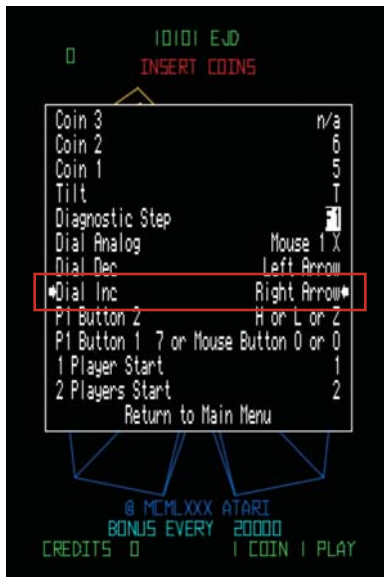 10101 EJD
0
INSERT COINS
Coin 3 n/a
Coin 2 6
Coin 1 5
Tilt T
Diagnostic Step F1
Dial Analog Mouse 1 X
Dial Dec Left Arrow
Dial Inc Right Arrow
P1 Button 2 H or L or Z
P1 Button 1 7 or Mouse Button 0 or O
1 Player Start 1
2 Players Start 2
Return to Main Menu
@ MCMLXXX ATARI
BONUS EVERY 20000
CREDITS 0 1 COIN 1 PLAY